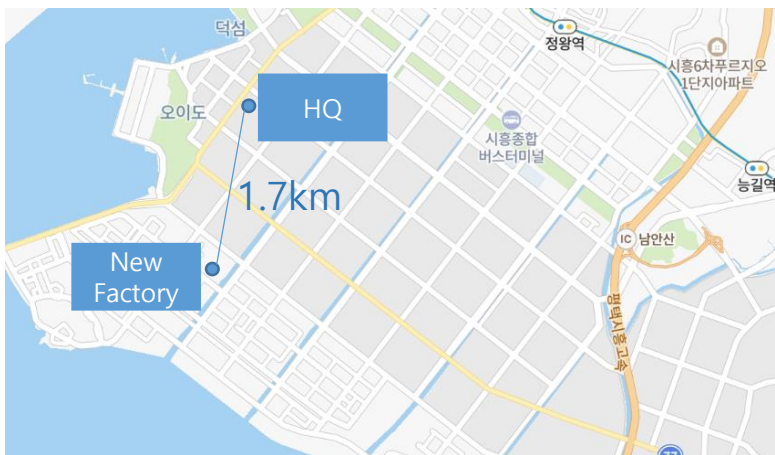 덕섬
정왕역
시흥6차푸르지오
1단지아파트
오이도
HQ
시흥종합
버스터미널
능길역
1.7km
IC 남안산
New
Factory
평택시흥고속
77